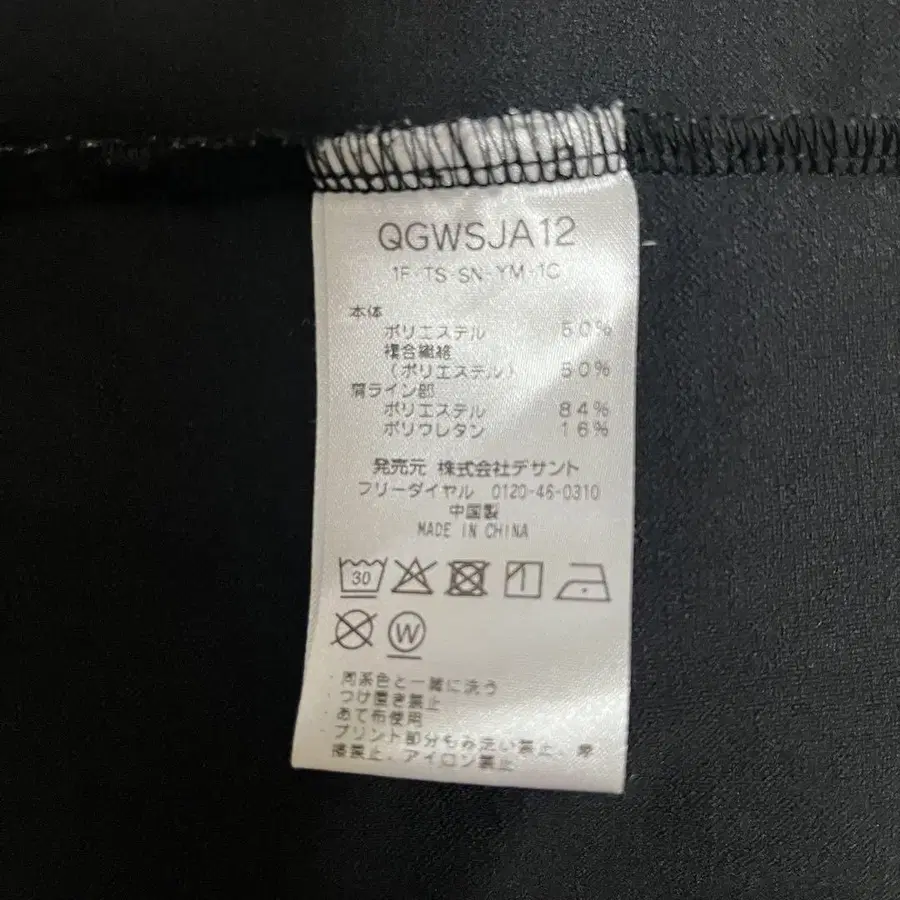 QGWSJA12
1F-TS-SN-YM-1C
本体
ポリエステル 50%
複合繊維
(ポリエステル) 50%
肩ライン部
ポリエステル 84%
ポリウレタン 16%
発売元 株式会社デサント
フリーダイヤル 0120-46-0310
中国製
MADE IN CHINA
30
W
同系色と一緒に洗う
つけ置き禁止
あて布使用
プリント部分もみ洗い禁止、摩
擦禁止、アイロン禁止